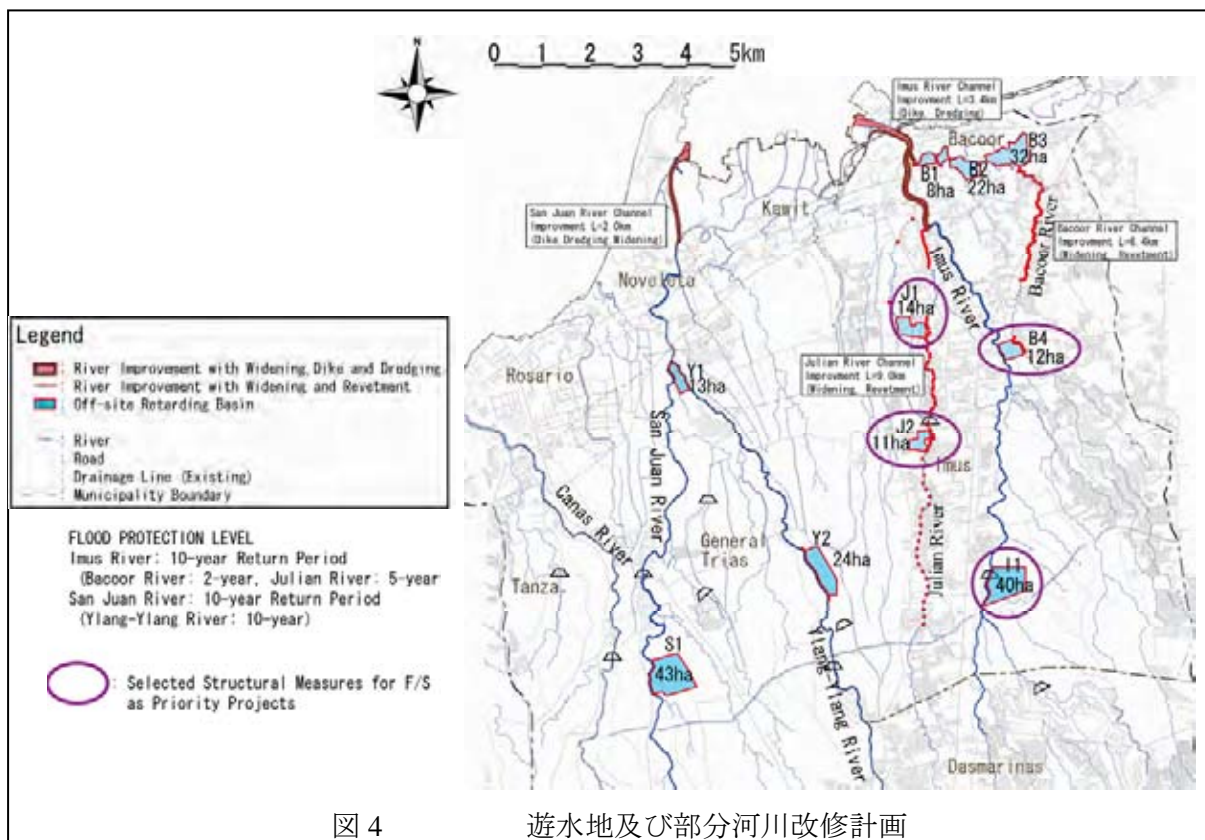 N
0 1 2 3 4 5km
Imus River Channel
Improvment L=3.4km
(Dike, Dredging)
Bacoor
B3
32ha
B1
8ha
B2
22ha
Kawit
San Juan River Channel
Improvment L=2.0km
(Dike Dredging Widening)
Bacoor River Channel
Improvment L=6.4km
(Widening, Revetment)
Bacoor River
Imus River
Noveleta
J1
14ha
B4
12ha
Legend
River Improvement with Widening, Dike and Dredging
River Improvement with Widening and Revetment
Off-site Retarding Basin
River
Road
Drainage Line (Existing)
Municipality Boundary
Rosario
Y1
13ha
Julian River Channel
Improvment L=9.0km
(Widening, Revetment)
J2
11ha
Imus
San Juan River
Canas River
General
Trias
Y2
24ha
Julian River
I1
40ha
Tanza
FLOOD PROTECTION LEVEL
Imus River: 10-year Return Period
(Bacoor River: 2-year, Julian River: 5-year
San Juan River: 10-year Return Period
(Ylang-Ylang River: 10-year)
S1
43ha
Ylang-Ylang River
: Selected Structural Measures for F/S
as Priority Projects
Dasmarinas
図 4 遊水地及び部分河川改修計画